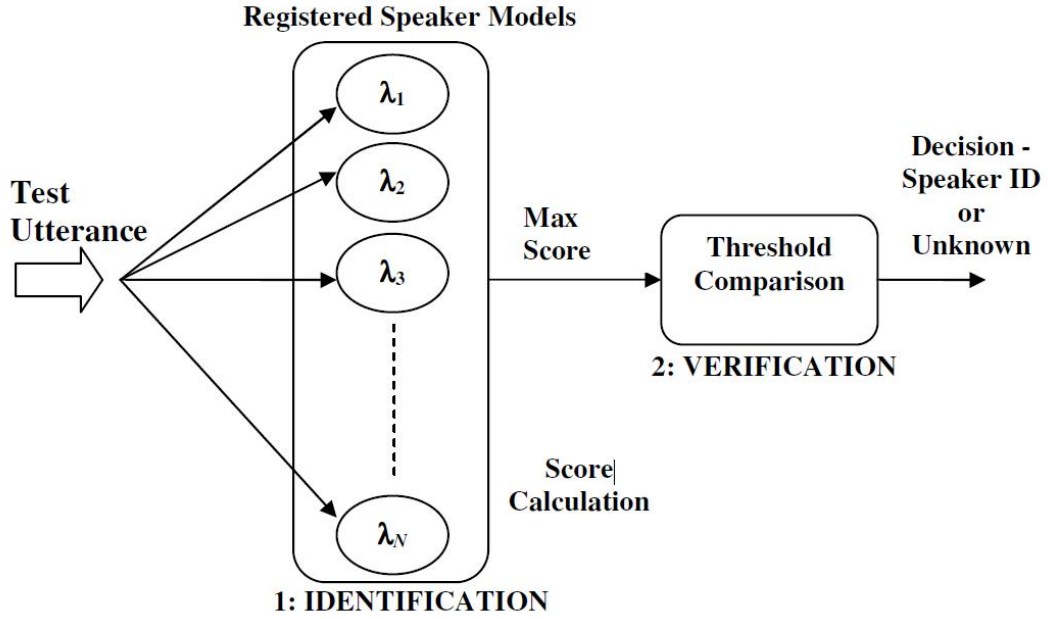 Registered Speaker Models
λ1
λ2
λ3
λN
Test
Utterance
1: IDENTIFICATION
Max
Score
Score
Calculation
Threshold
Comparison
2: VERIFICATION
Decision -
Speaker ID
or
Unknown